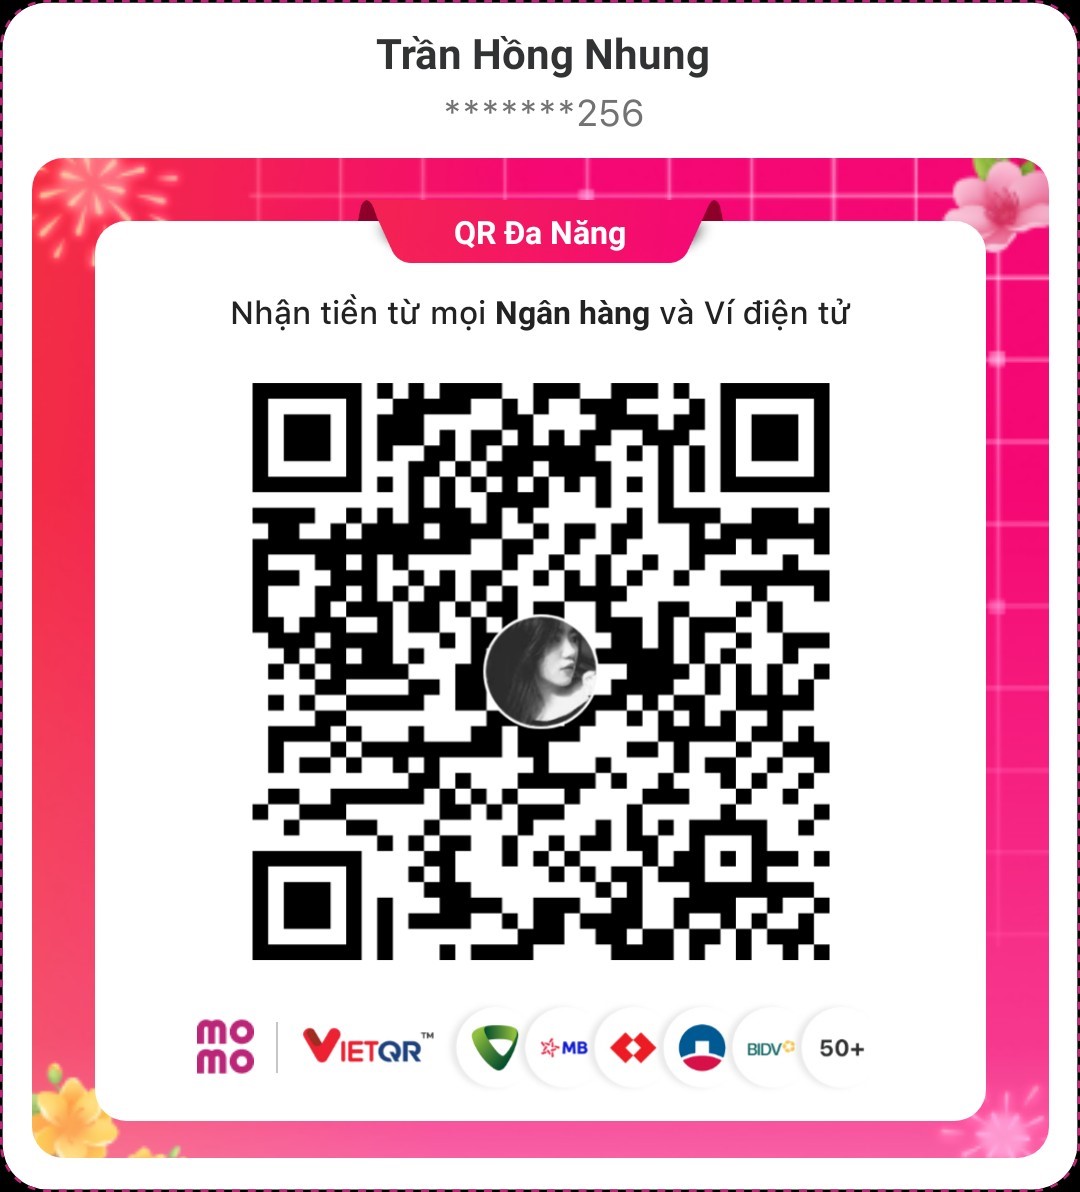 Trần Hồng Nhung
*******256
QR Đa Năng
Nhận tiền từ mọi Ngân hàng và Ví điện tử
mo
mo
VIETQR™
MB
BIDV
50+